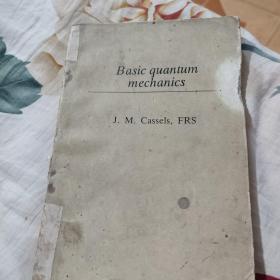 Basic quantum
mechanics
J. M. Cassels, FRS